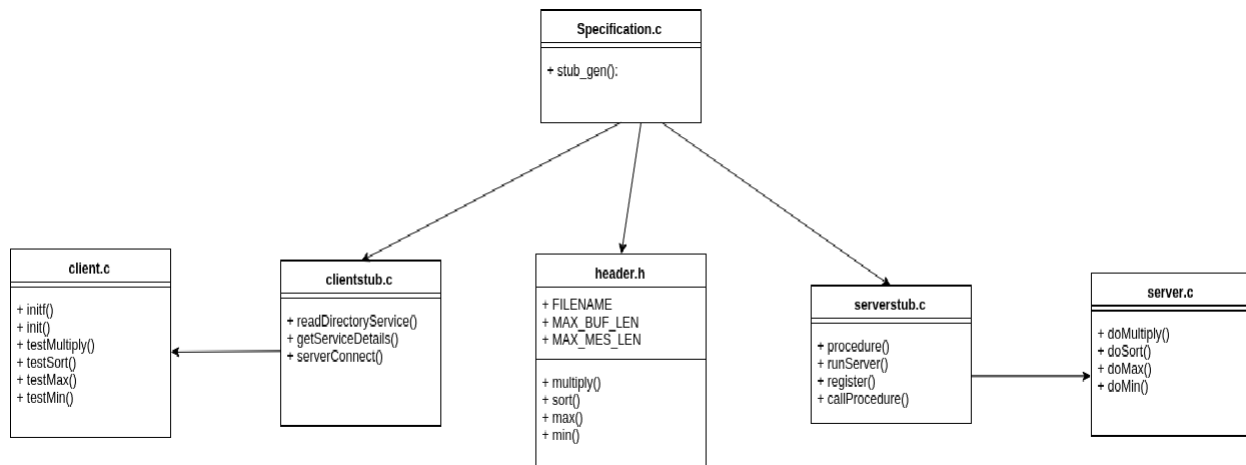 Specification.c
+ stub_gen():
client.c
+ initf()
+ init()
+ testMultiply()
+ testSort()
+ testMax()
+ testMin()
clientstub.c
+ readDirectoryService()
+ getServiceDetails()
+ serverConnect()
header.h
+ FILENAME
+ MAX_BUF_LEN
+ MAX_MES_LEN
+ multiply()
+ sort()
+ max()
+ min()
serverstub.c
+ procedure()
+ runServer()
+ register()
+ callProcedure()
server.c
+ doMultiply()
+ doSort()
+ doMax()
+ doMin()